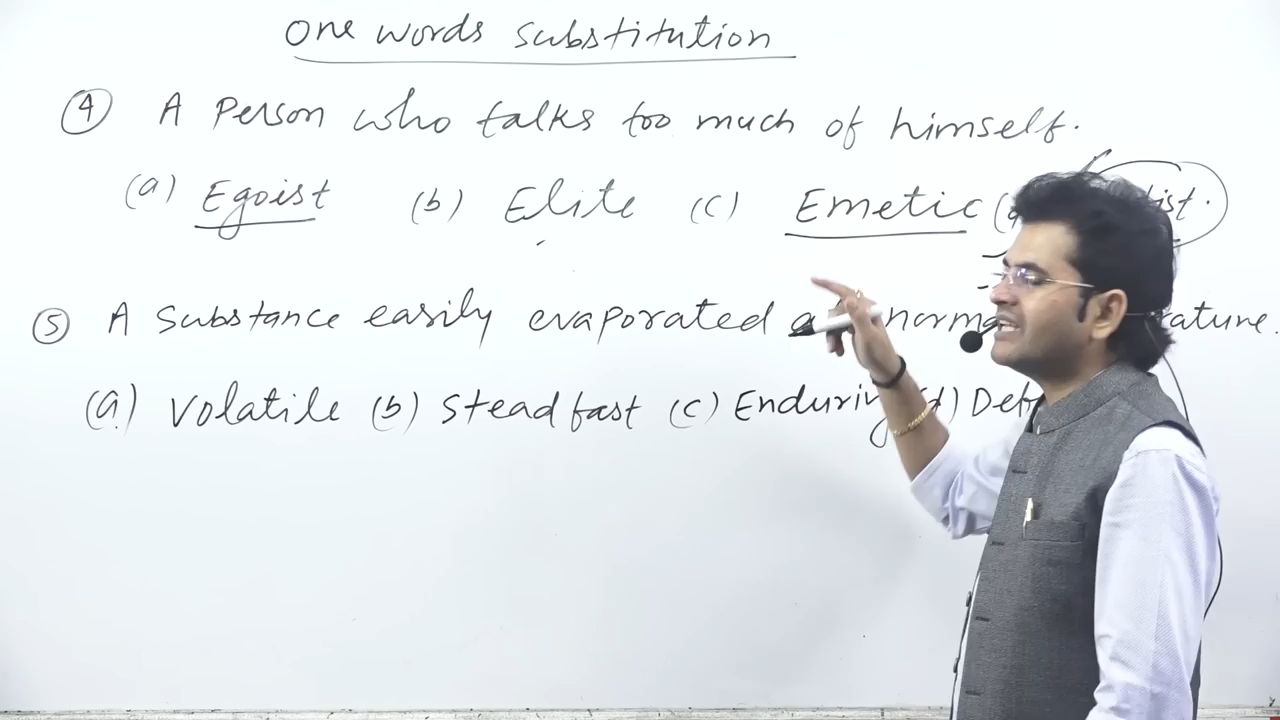 One words substitution
④ A Person who talks too much of himself.
(a) Egoist (b) Elite (c) Emetic
⑤ A substance easily evaporated
(a) Volatile (b) Steadfast (c)